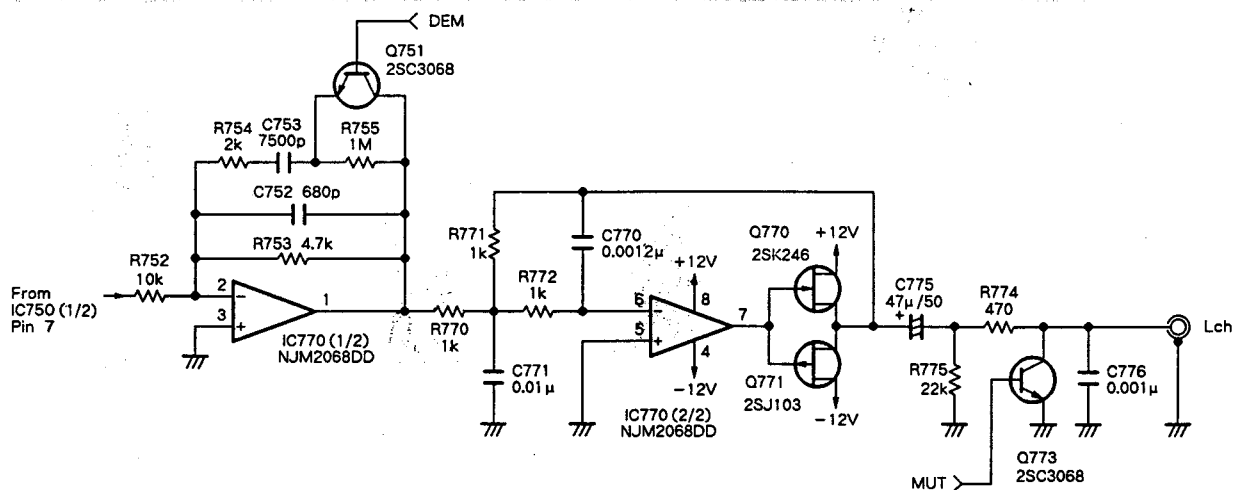 DEM
Q751
2SC3068
R754
2k
C753
7500p
R755
1M
C752 680p
R753 4.7k
R752
10k
From
IC750 (1/2)
Pin 7
2
3
1
IC770 (1/2)
NJM2068DD
R770
1k
R771
1k
C771
0.01μ
R772
1k
C770
0.0012μ
+12V
6
5
8
7
4
-12V
IC770 (2/2)
NJM2068DD
Q770
2SK246
+12V
Q771
2SJ103
-12V
C775
47μ/50
+
R774
470
R775
22k
C776
0.001μ
Lch
Q773
2SC3068
MUT